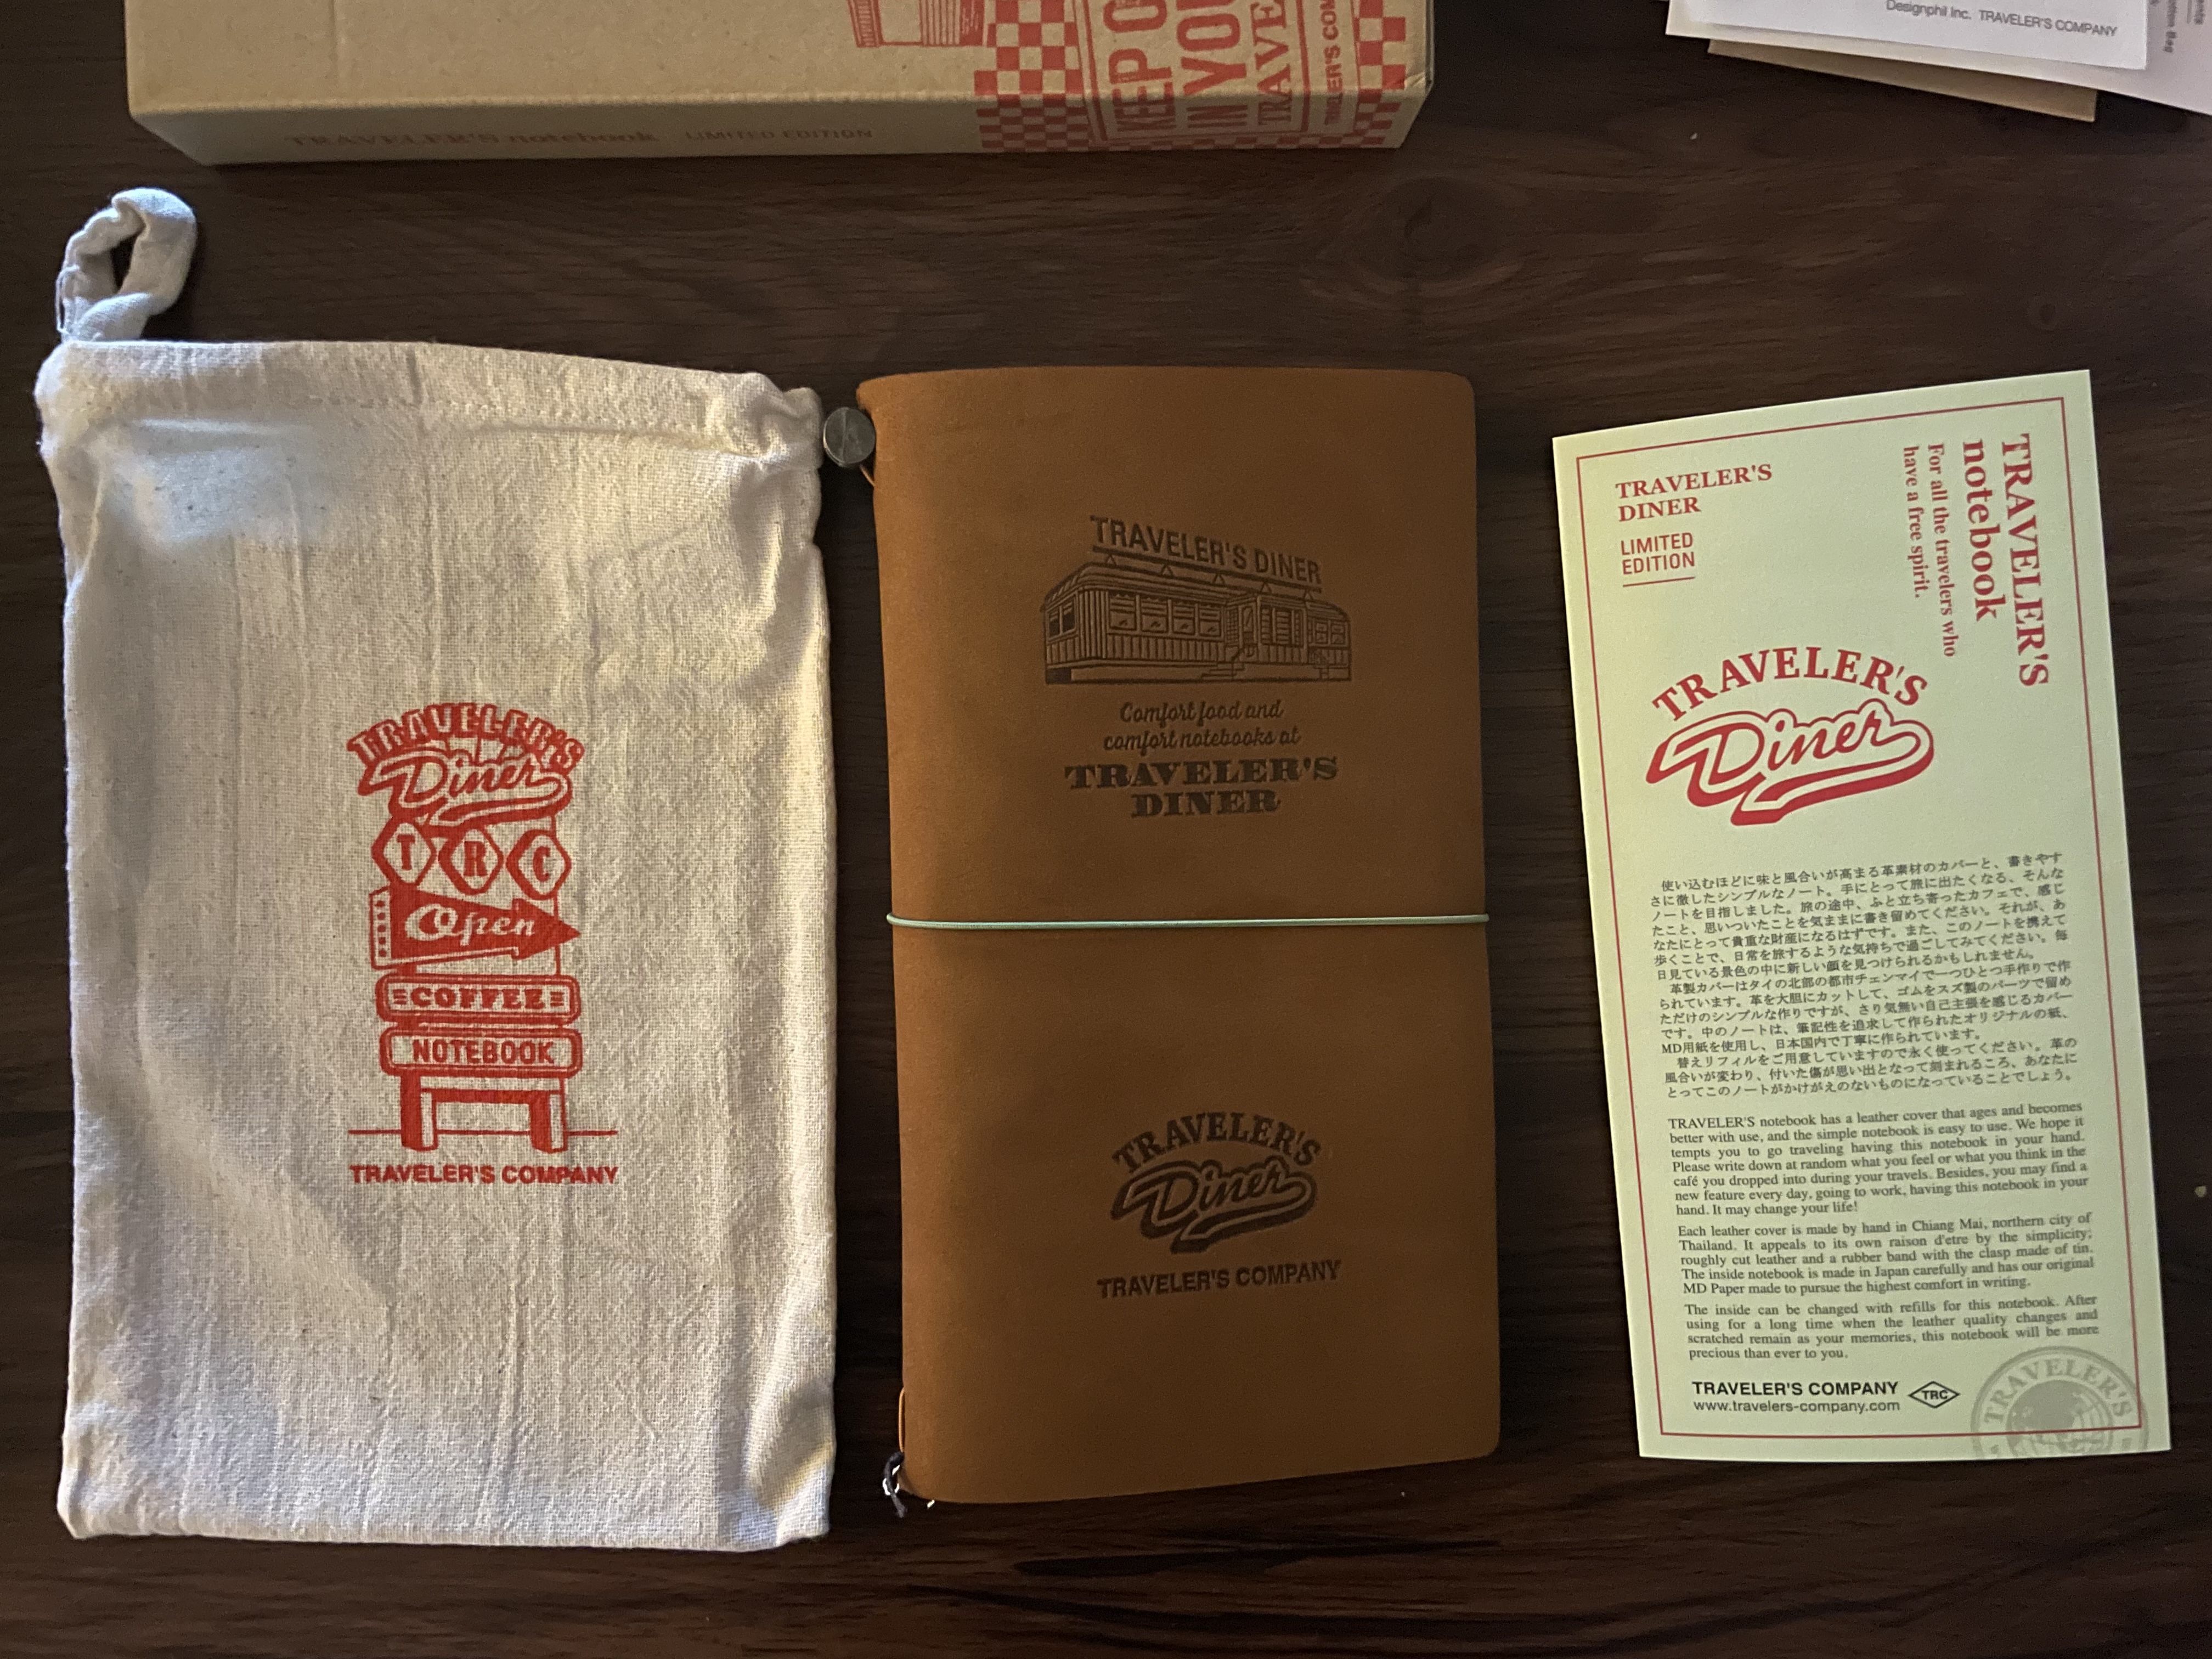 Designphil Inc. TRAVELER'S COMPANY
TRAVELER'S notebook LIMITED EDITION
TRAVELER'S
Diner
T R C
Open
COFFEE
NOTEBOOK
TRAVELER'S COMPANY
TRAVELER'S DINER
Comfort food and
comfort notebooks at
TRAVELER'S
DINER
TRAVELER'S
Diner
TRAVELER'S COMPANY
TRAVELER'S
DINER
LIMITED
EDITION
TRAVELER'S
notebook
For all the travelers who
have a free spirit.
TRAVELER'S
Diner
使い込むほどに味と風合いが高まる革素材のカバーと、書きやす
さに徹したシンプルなノート。手にとって旅に出たくなる、そんな
ノートを目指しました。旅の途中、ふと立ち寄ったカフェで、感じ
たこと、思いついたことを気ままに書き留めてください。それが、あ
なたにとって貴重な財産になるはずです。また、このノートを携えて
歩くことで、日常を旅するような気持ちで過ごしてみてください。毎
日見ている景色の中に新しい顔を見つけられるかもしれません。
革製カバーはタイの北部の都市チェンマイで一つひとつ手作りで作
られています。革を大胆にカットして、ゴムをスズ製のパーツで留め
ただけのシンプルな作りですが、さり気無い自己主張を感じるカバー
です。中のノートは、筆記性を追求して作られたオリジナルの紙、
MD用紙を使用し、日本国内で丁寧に作られています。
替えリフィルをご用意していますので永く使ってください。革の
風合いが変わり、付いた傷が思い出となって刻まれるころ、あなたに
とってこのノートがかけがえのないものになっていることでしょう。
TRAVELER'S notebook has a leather cover that ages and becomes
better with use, and the simple notebook is easy to use. We hope it
tempts you to go traveling having this notebook in your hand.
Please write down at random what you feel or what you think in the
café you dropped into during your travels. Besides, you may find a
new feature every day, going to work, having this notebook in your
hand. It may change your life!
Each leather cover is made by hand in Chiang Mai, northern city of
Thailand. It appeals to its own raison d'etre by the simplicity;
roughly cut leather and a rubber band with the clasp made of tin.
The inside notebook is made in Japan carefully and has our original
MD Paper made to pursue the highest comfort in writing.
The inside can be changed with refills for this notebook. After
using for a long time when the leather quality changes and
scratched remain as your memories, this notebook will be more
precious than ever to you.
TRAVELER'S COMPANY TRC
www.travelers-company.com
TRAVELER'S